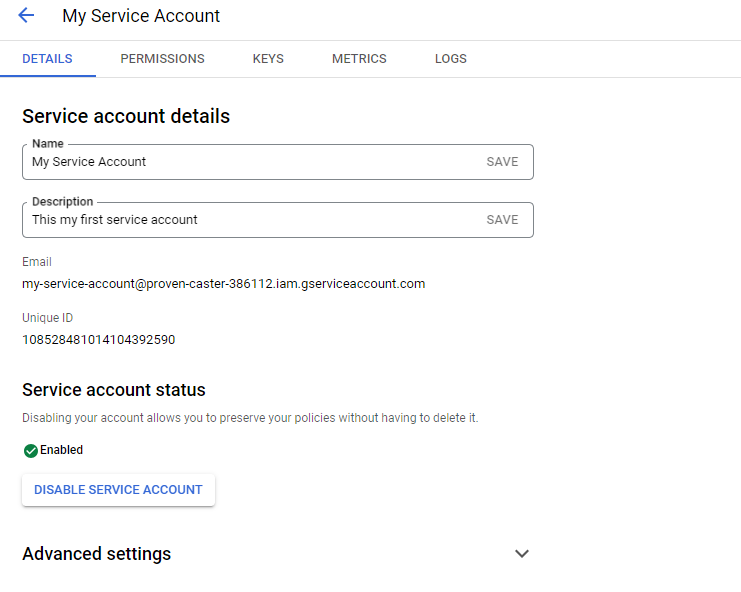 My Service Account
DETAILS PERMISSIONS KEYS METRICS LOGS
Service account details
Name
My Service Account SAVE
Description
This my first service account SAVE
Email
my-service-account@proven-caster-386112.iam.gserviceaccount.com
Unique ID
108528481014104392590
Service account status
Disabling your account allows you to preserve your policies without having to delete it.
Enabled
DISABLE SERVICE ACCOUNT
Advanced settings